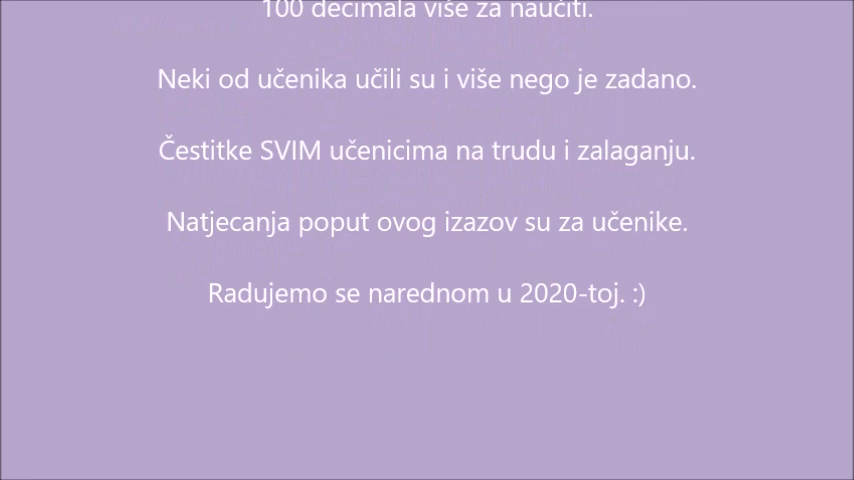 100 decimala više za naučiti.
Neki od učenika učili su i više nego je zadano.
Čestitke SVIM učenicima na trudu i zalaganju.
Natjecanja poput ovog izazov su za učenike.
Radujemo se narednom u 2020-toj. :)